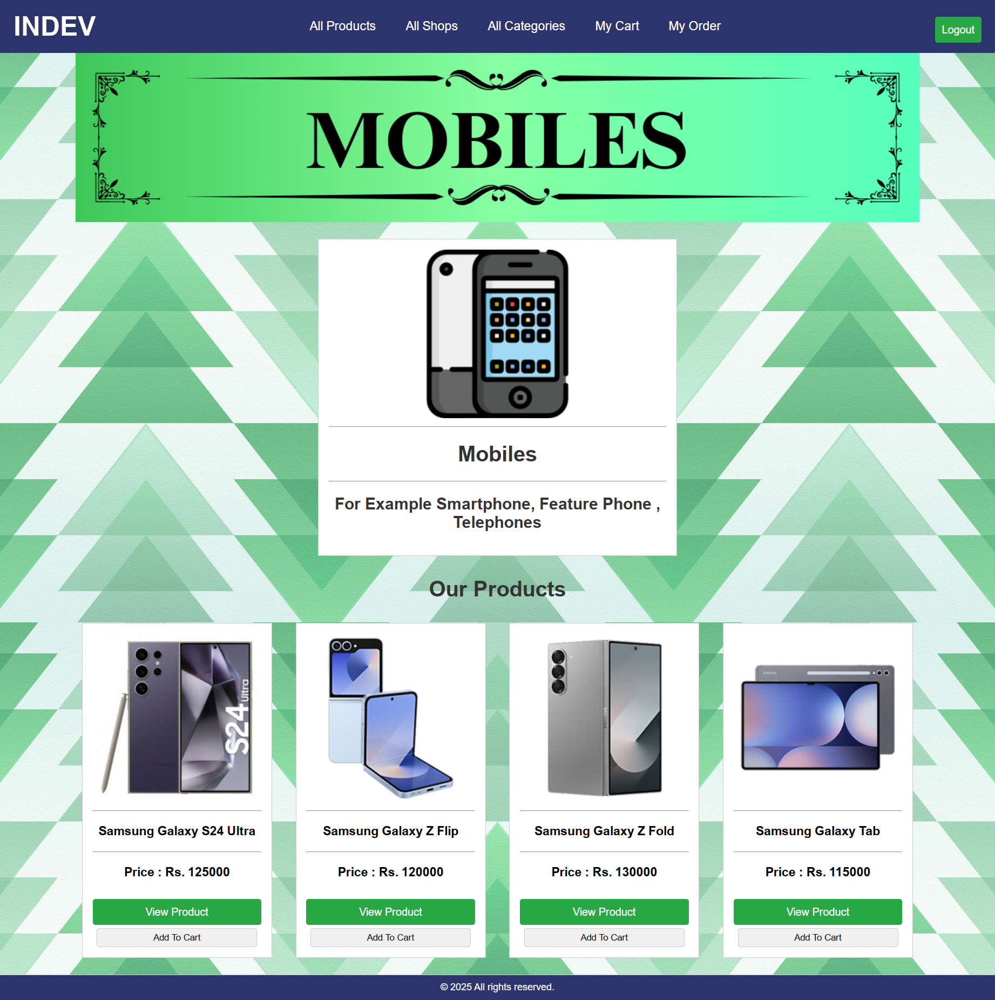 INDEV
All Products
All Shops
All Categories
My Cart
My Order
Logout
MOBILES
Mobiles
For Example Smartphone, Feature Phone ,
Telephones
Our Products
S24 Ultra
Samsung Galaxy S24 Ultra
Price : Rs. 125000
View Product
Add To Cart
Samsung Galaxy Z Flip
Price : Rs. 120000
View Product
Add To Cart
Samsung Galaxy Z Fold
Price : Rs. 130000
View Product
Add To Cart
Samsung Galaxy Tab
Price : Rs. 115000
View Product
Add To Cart
© 2025 All rights reserved.